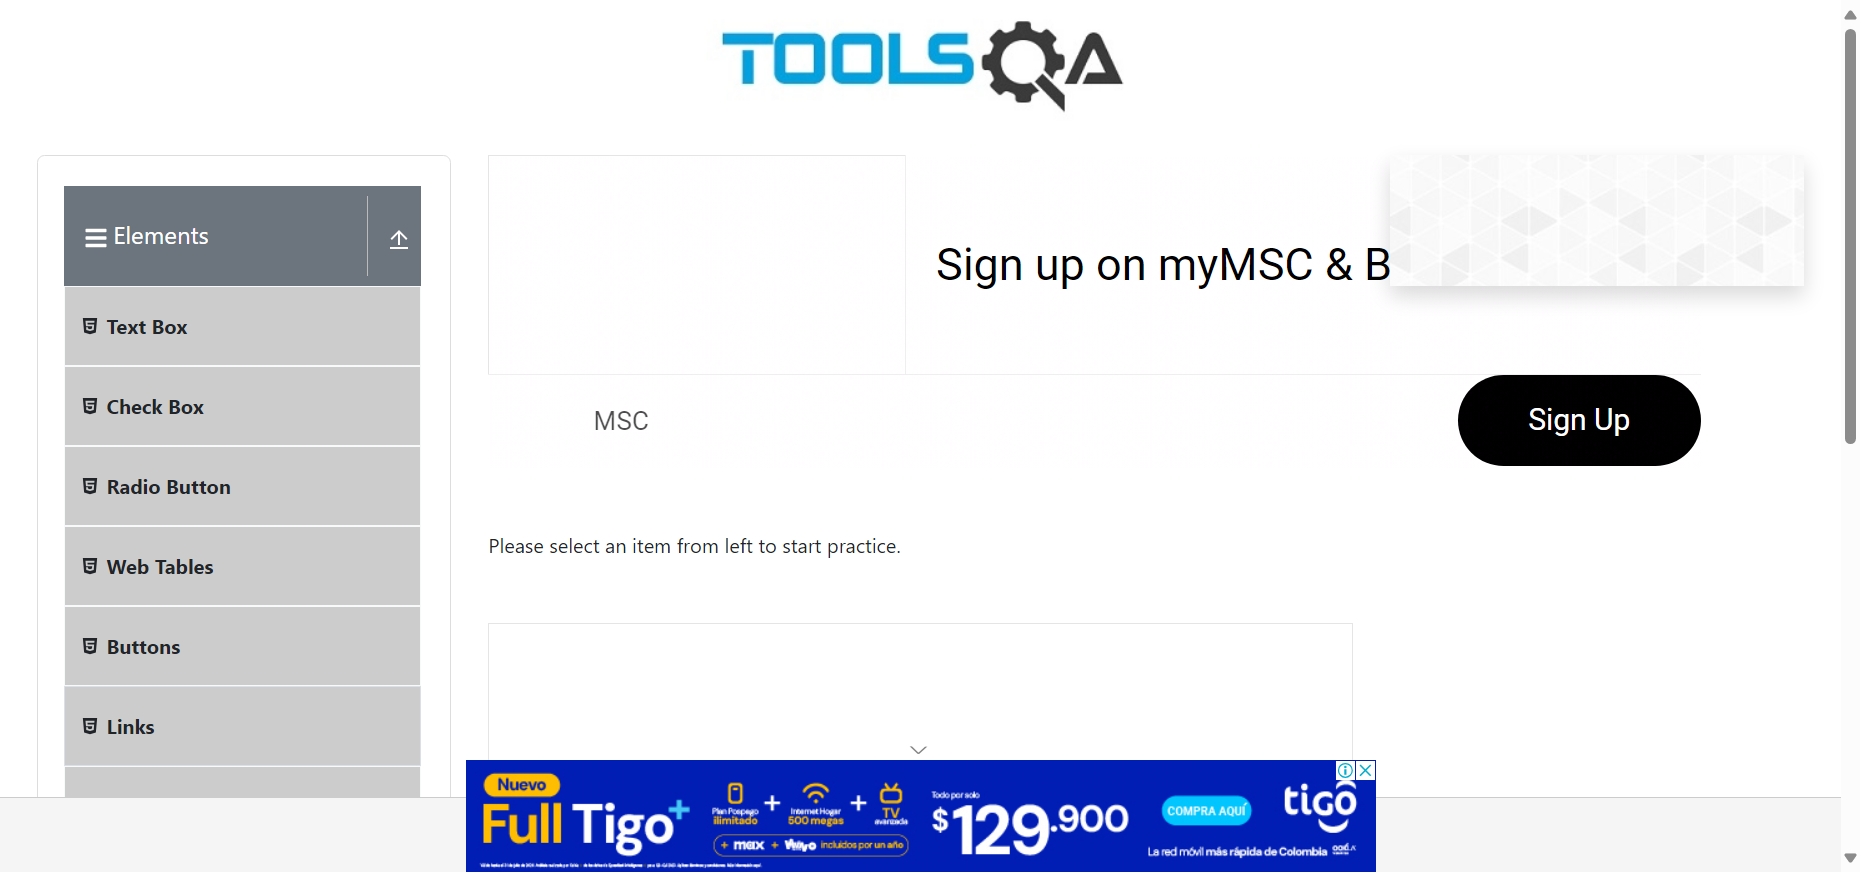 TOOLSQA
Elements
Text Box
Check Box
Radio Button
Web Tables
Buttons
Links
Sign up on myMSC & B
MSC
Sign Up
Please select an item from left to start practice.
Nuevo
Full Tigo+
Plan Pospago
ilimitado
+
Internet Hogar
500 megas
+
TV
avanzada
+ max + incluidos por un año
Todo por solo
$129.900
COMPRA AQUÍ
tigo
La red móvil más rápida de Colombia